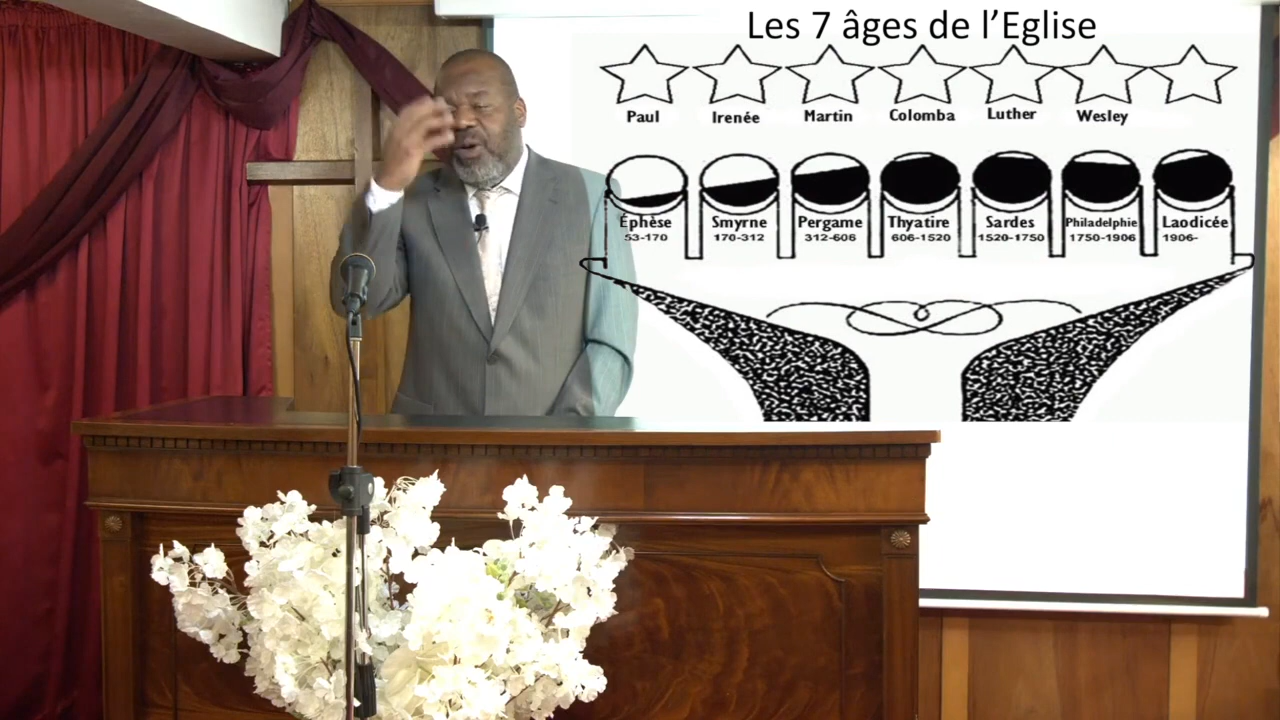 Les 7 âges de l’Eglise
Paul Irenée Martin Colomba Luther Wesley
Éphèse Smyrne Pergame Thyatire Sardes Philadelphie Laodicée
53-170 170-312 312-606 606-1520 1520-1750 1750-1906 1906-